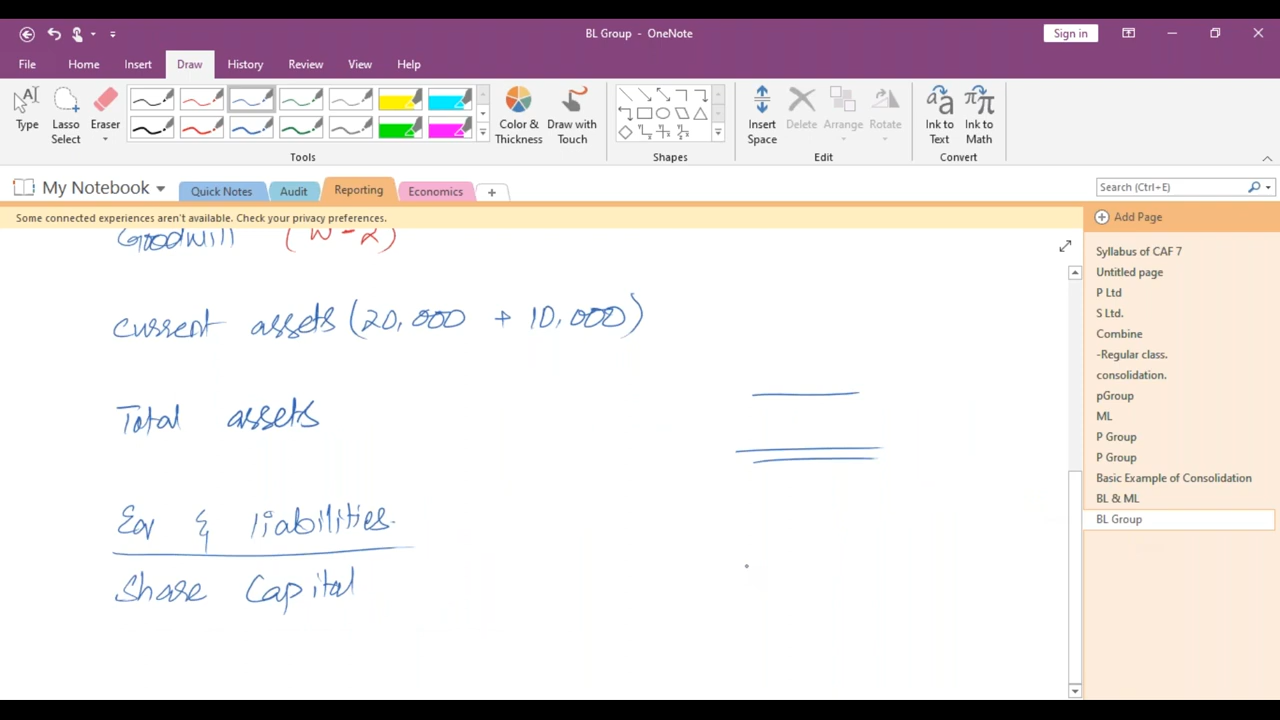 BL Group - OneNote
Sign in
File Home Insert Draw History Review View Help
Type
Lasso Select
Eraser
Color & Thickness
Draw with Touch
Insert Space
Delete
Arrange
Rotate
Ink to Text
Ink to Math
Tools
Shapes
Edit
Convert
My Notebook
Quick Notes
Audit
Reporting
Economics
Search (Ctrl+E)
Some connected experiences aren't available. Check your privacy preferences.
Add Page
Goodwill (W-2)
current assets (20,000 + 10,000)
Total assets
Eq & liabilities.
Share Capital
Syllabus of CAF 7
Untitled page
P Ltd
S Ltd.
Combine
-Regular class.
consolidation.
pGroup
ML
P Group
P Group
Basic Example of Consolidation
BL & ML
BL Group